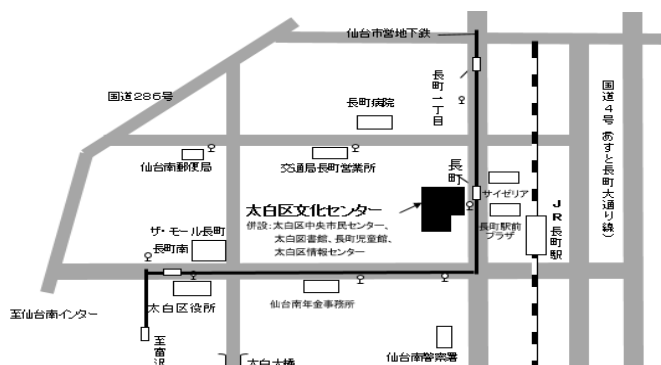 仙台市営地下鉄
国道286号
長町一丁目
長町病院
国道4号 あすと長町大通り線)
仙台南郵便局
交通局長町営業所
長町
サイゼリア
太白区文化センター
併設:太白区中央市民センター、
太白図書館、長町児童館、
太白区情報センター
長町駅前
プラザ
JR長町駅
ザ・モール長町
長町南
太白区役所
仙台南年金事務所
至仙台南インター
至富沢
太白大橋
仙台南警察署